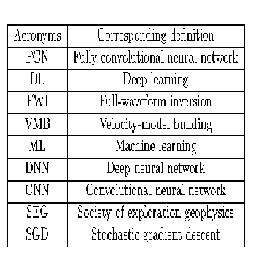 Acronyms Corresponding definition
FCN Fully convolutional neural network
DL Deep learning
FWI Full-waveform inversion
VMB Velocity-model building
ML Machine learning
DNN Deep neural network
CNN Convolutional neural network
SEG Society of exploration geophysics
SGD Stochastic gradient descent